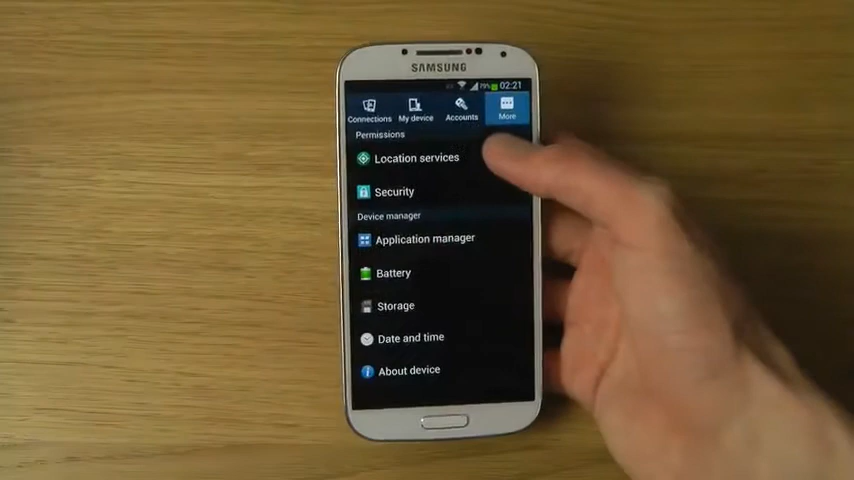 SAMSUNG
79% 02:21
Connections My device Accounts More
Permissions
Location services
Security
Device manager
Application manager
Battery
Storage
Date and time
About device